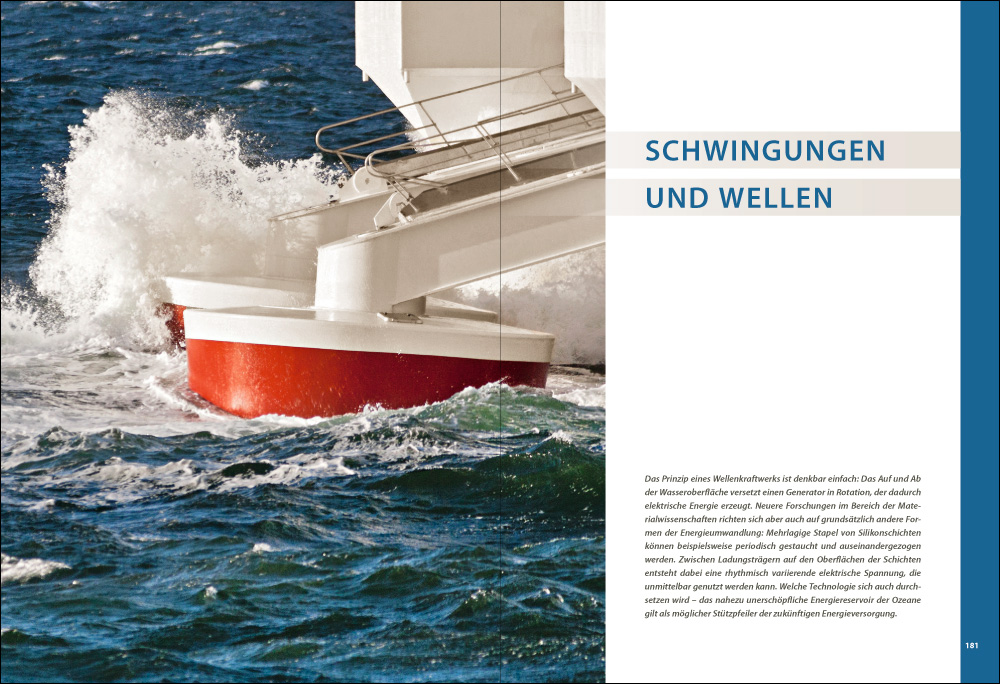 SCHWINGUNGEN
UND WELLEN
Das Prinzip eines Wellenkraftwerks ist denkbar einfach: Das Auf und Ab
der Wasseroberfläche versetzt einen Generator in Rotation, der dadurch
elektrische Energie erzeugt. Neuere Forschungen im Bereich der Mate-
rialwissenschaften richten sich aber auch auf grundsätzlich andere For-
men der Energieumwandlung: Mehrlagige Stapel von Silikonschichten
können beispielsweise periodisch gestaucht und auseinandergezogen
werden. Zwischen Ladungsträgern auf den Oberflächen der Schichten
entsteht dabei eine rhythmisch variierende elektrische Spannung, die
unmittelbar genutzt werden kann. Welche Technologie sich auch durch-
setzen wird – das nahezu unerschöpfliche Energiereservoir der Ozeane
gilt als möglicher Stützpfeiler der zukünftigen Energieversorgung.
181